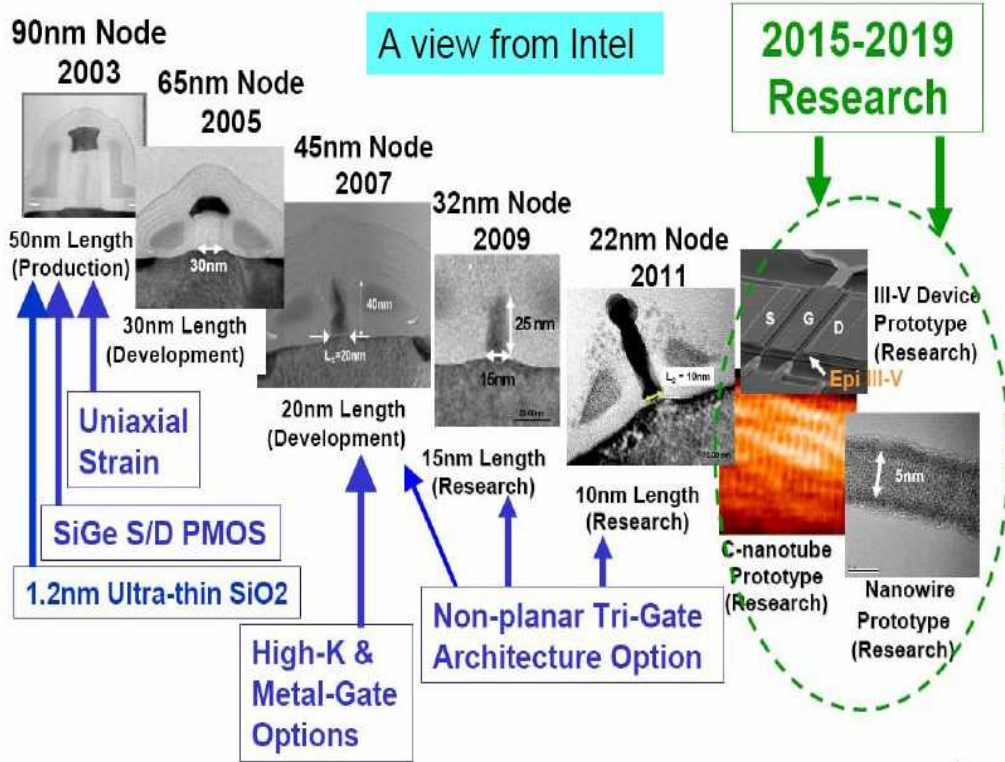 A view from Intel
90nm Node
2003
50nm Length
(Production)
65nm Node
2005
30nm
30nm Length
(Development)
45nm Node
2007
40nm
20nm Length
(Development)
32nm Node
2009
25 nm
15nm
15nm Length
(Research)
22nm Node
2011
10nm Length
(Research)
2015-2019
Research
S G D
Epi III-V
III-V Device
Prototype
(Research)
C-nanotube
Prototype
(Research)
5nm
Nanowire
Prototype
(Research)
Uniaxial
Strain
SiGe S/D PMOS
1.2nm Ultra-thin SiO2
High-K &
Metal-Gate
Options
Non-planar Tri-Gate
Architecture Option